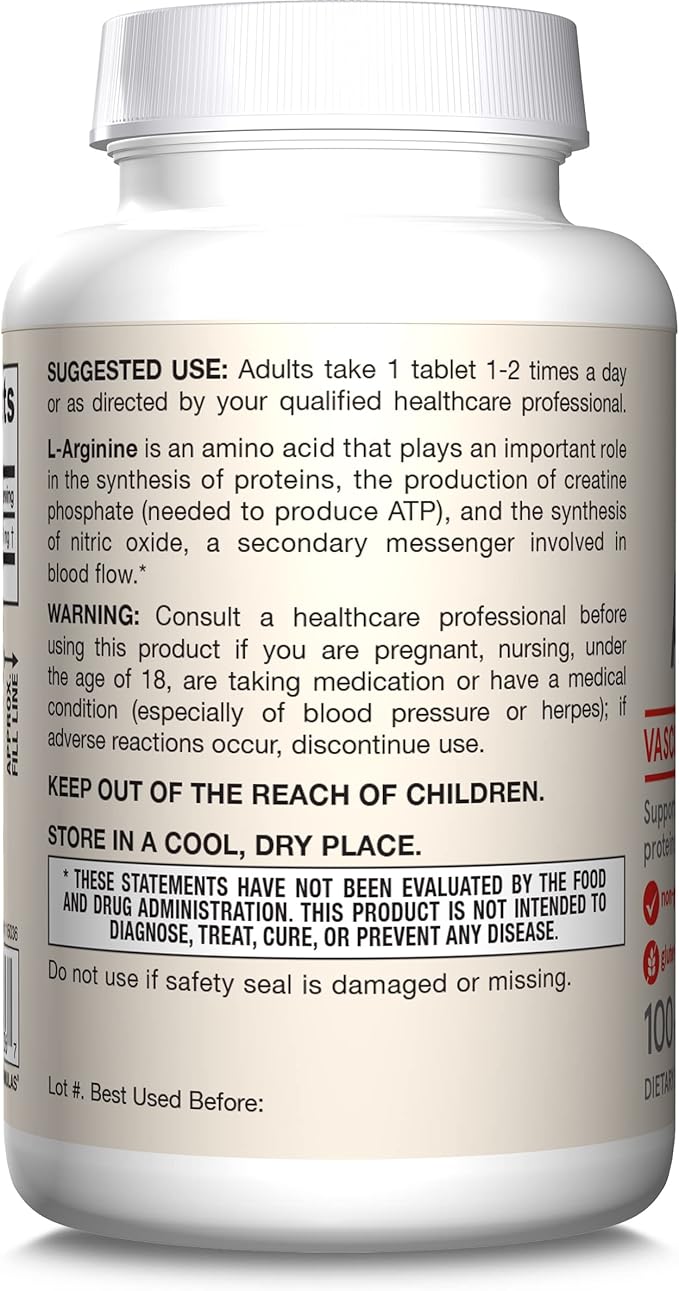 SUGGESTED USE: Adults take 1 tablet 1-2 times a day
or as directed by your qualified healthcare professional.
L-Arginine is an amino acid that plays an important role
in the synthesis of proteins, the production of creatine
phosphate (needed to produce ATP), and the synthesis
of nitric oxide, a secondary messenger involved in
blood flow.*
WARNING: Consult a healthcare professional before
using this product if you are pregnant, nursing, under
the age of 18, are taking medication or have a medical
condition (especially of blood pressure or herpes); if
adverse reactions occur, discontinue use.
KEEP OUT OF THE REACH OF CHILDREN.
STORE IN A COOL, DRY PLACE.
* THESE STATEMENTS HAVE NOT BEEN EVALUATED BY THE FOOD
AND DRUG ADMINISTRATION. THIS PRODUCT IS NOT INTENDED TO
DIAGNOSE, TREAT, CURE, OR PREVENT ANY DISEASE.
Do not use if safety seal is damaged or missing.
Lot #. Best Used Before:
APPROX.
FILL LINE
100